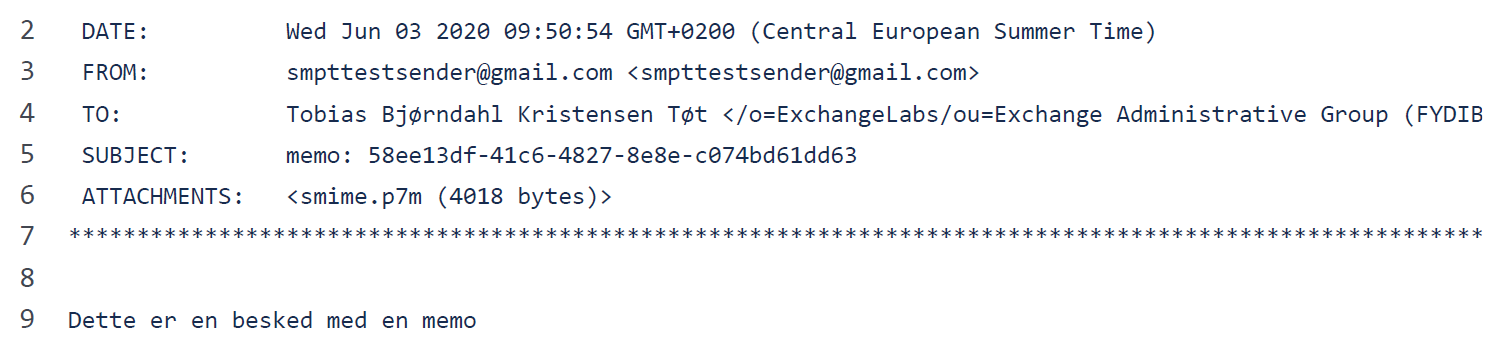 2 DATE: Wed Jun 03 2020 09:50:54 GMT+0200 (Central European Summer Time)
3 FROM: smpttestsender@gmail.com <smpttestsender@gmail.com>
4 TO: Tobias Bjørndahl Kristensen Tøt </o=ExchangeLabs/ou=Exchange Administrative Group (FYDIB
5 SUBJECT: memo: 58ee13df-41c6-4827-8e8e-c074bd61dd63
6 ATTACHMENTS: <smime.p7m (4018 bytes)>
7 ********************************************************************************************************
8
9 Dette er en besked med en memo